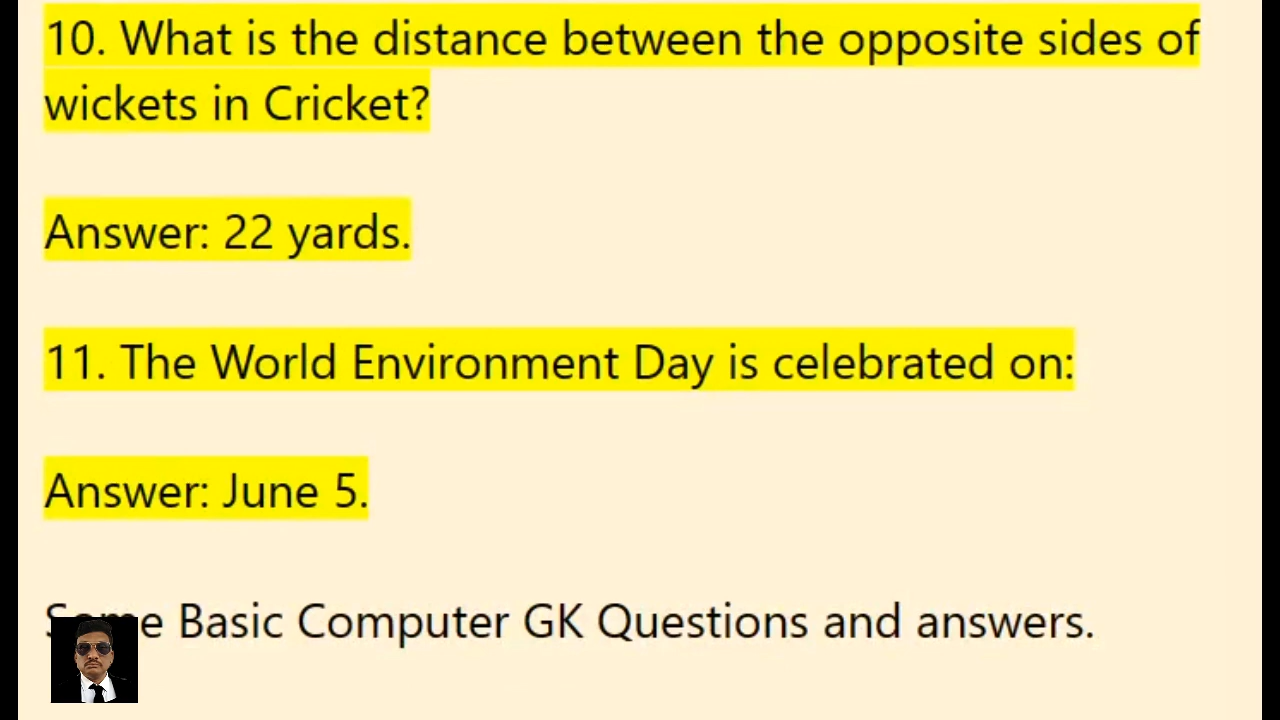 10. What is the distance between the opposite sides of
wickets in Cricket?
Answer: 22 yards.
11. The World Environment Day is celebrated on:
Answer: June 5.
Some Basic Computer GK Questions and answers.